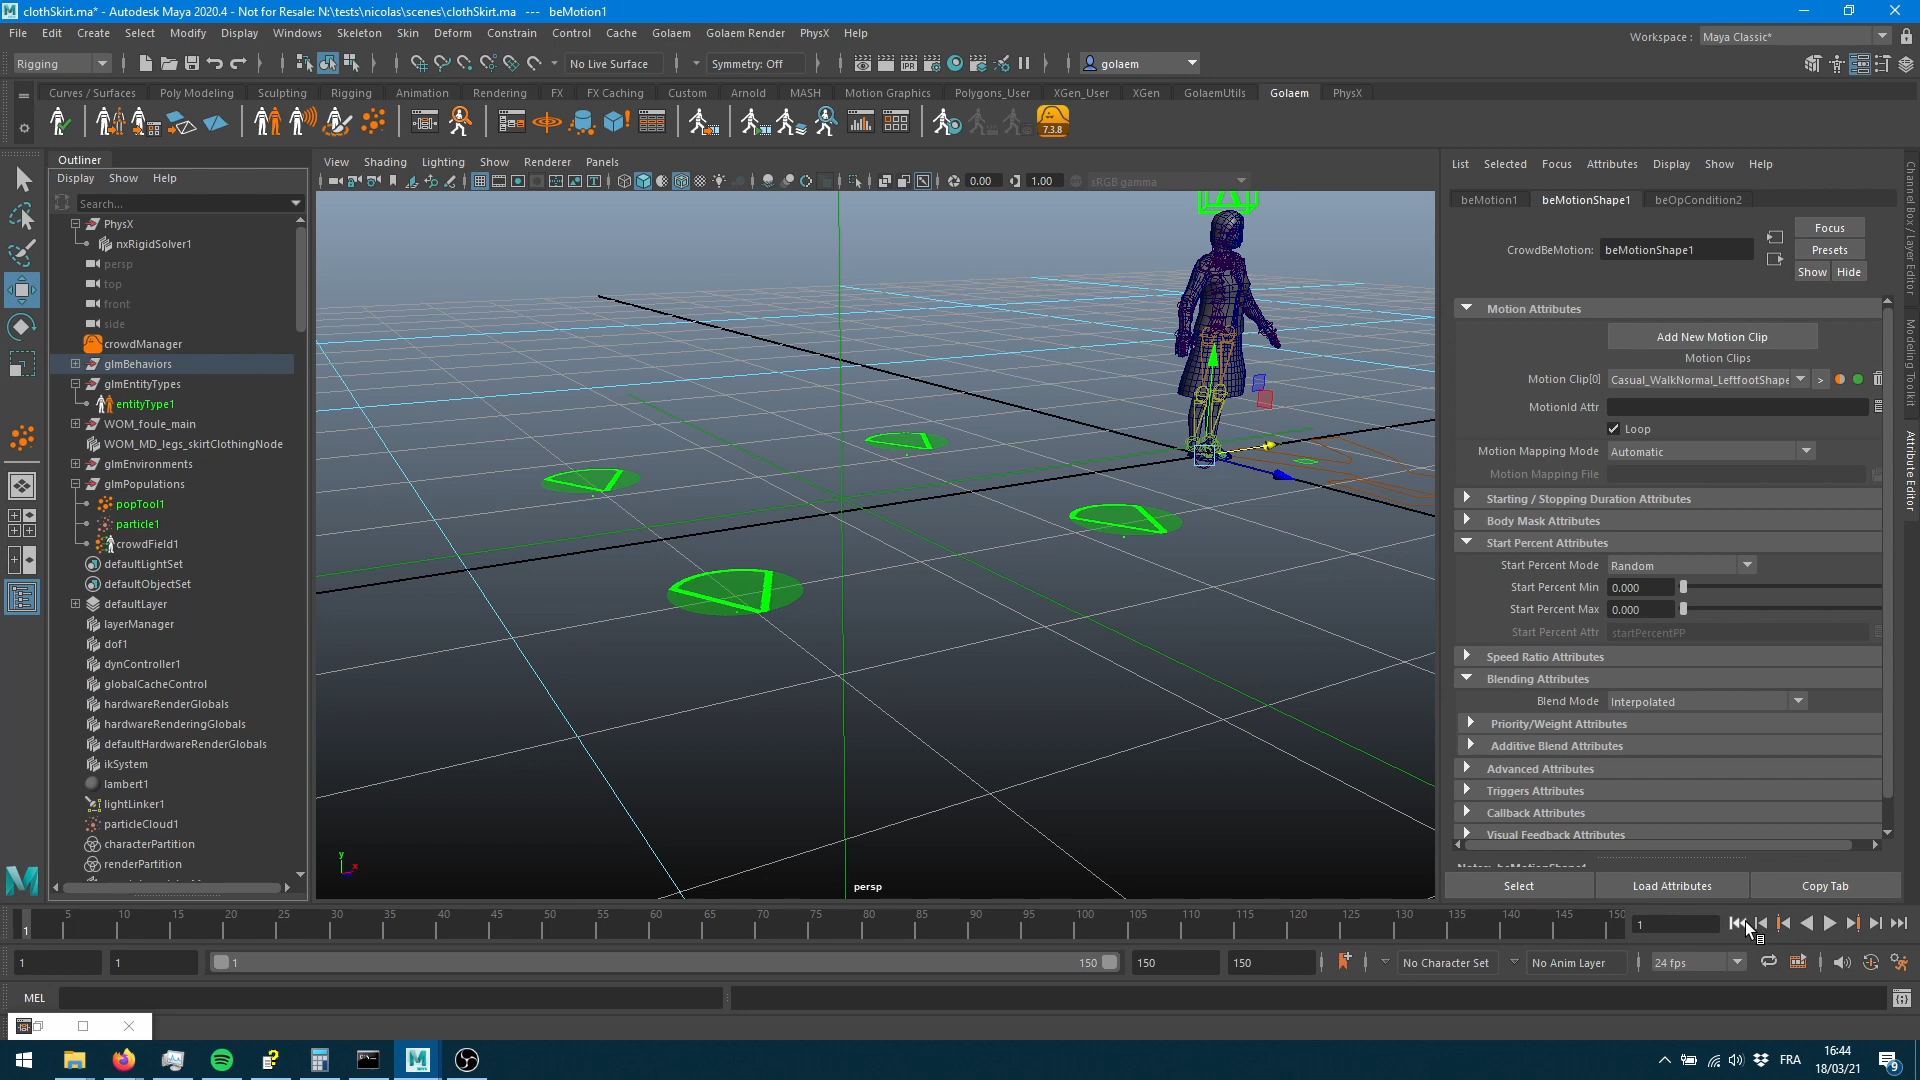 clothSkirt.ma* - Autodesk Maya 2020.4 - Not for Resale: N:\tests\nicolas\scenes\clothSkirt.ma --- beMotion1
File Edit Create Select Modify Display Windows Skeleton Skin Deform Constrain Control Cache Golaem Golaem Render PhysX Help
Workspace : Maya Classic*
Rigging No Live Surface Symmetry: Off golaem
Curves / Surfaces Poly Modeling Sculpting Rigging Animation Rendering FX FX Caching Custom Arnold MASH Motion Graphics Polygons_User XGen_User XGen GolaemUtils Golaem PhysX
7.3.8
Outliner
Display Show Help
Search...
PhysX
nxRigidSolver1
persp
top
front
side
crowdManager
glmBehaviors
glmEntityTypes
entityType1
WOM_foule_main
WOM_MD_legs_skirtClothingNode
glmEnvironments
glmPopulations
popTool1
particle1
crowdField1
defaultLightSet
defaultObjectSet
defaultLayer
layerManager
dof1
dynController1
globalCacheControl
hardwareRenderGlobals
hardwareRenderingGlobals
defaultHardwareRenderGlobals
ikSystem
lambert1
lightLinker1
particleCloud1
characterPartition
renderPartition
View Shading Lighting Show Renderer Panels
0.00 1.00 sRGB gamma
y
x
persp
List Selected Focus Attributes Display Show Help
beMotion1 beMotionShape1 beOpCondition2
CrowdBeMotion: beMotionShape1
Focus
Presets
Show Hide
Motion Attributes
Add New Motion Clip
Motion Clips
Motion Clip[0] Casual_WalkNormal_LeftfootShape >
MotionId Attr
Loop
Motion Mapping Mode Automatic
Motion Mapping File
Starting / Stopping Duration Attributes
Body Mask Attributes
Start Percent Attributes
Start Percent Mode Random
Start Percent Min 0.000
Start Percent Max 0.000
Start Percent Attr startPercentPP
Speed Ratio Attributes
Blending Attributes
Blend Mode Interpolated
Priority/Weight Attributes
Additive Blend Attributes
Advanced Attributes
Triggers Attributes
Callback Attributes
Visual Feedback Attributes
Select Load Attributes Copy Tab
Channel Box / Layer Editor
Modeling Toolkit
Attribute Editor
1 5 10 15 20 25 30 35 40 45 50 55 60 65 70 75 80 85 90 95 100 105 110 115 120 125 130 135 140 145 150
1
1 1 1 150 150 150 No Character Set No Anim Layer 24 fps
MEL
FRA
16:44
18/03/21
9